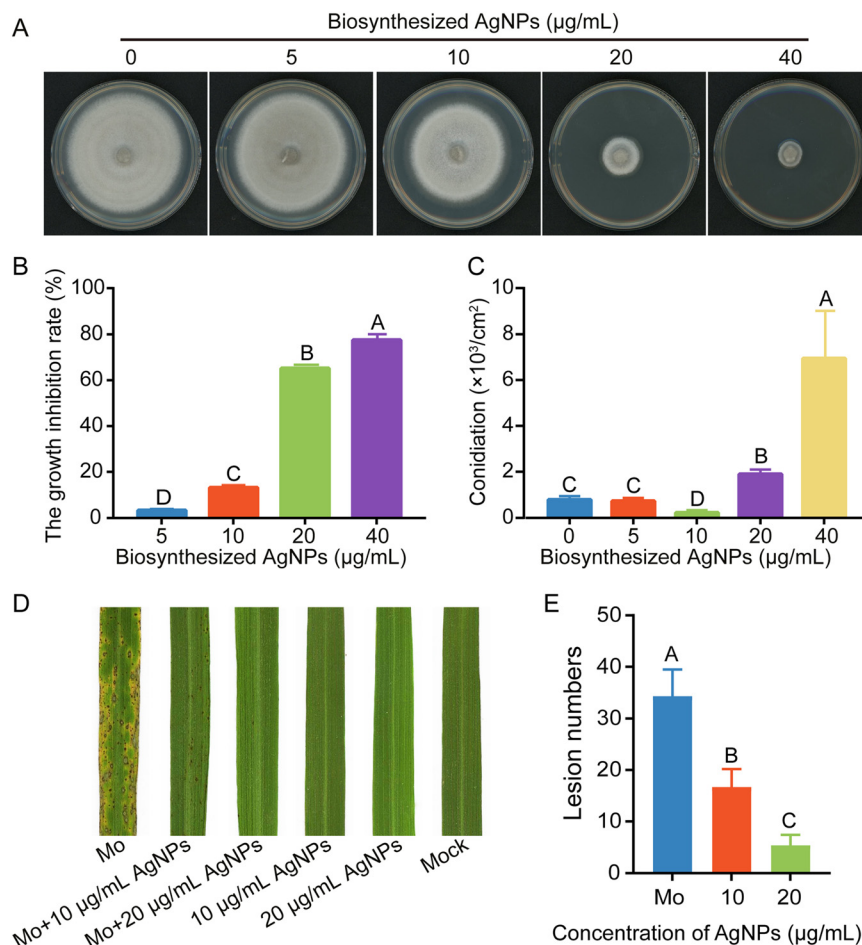 A
Biosynthesized AgNPs (µg/mL)
0 5 10 20 40
B
The growth inhibition rate (%)
100
80
60
40
20
0
D
C
B
A
5 10 20 40
Biosynthesized AgNPs (µg/mL)
C
Conidiation (×10³/cm²)
10
8
6
4
2
0
C
C
D
B
A
0 5 10 20 40
Biosynthesized AgNPs (µg/mL)
D
Mo
Mo+10 µg/mL AgNPs
Mo+20 µg/mL AgNPs
10 µg/mL AgNPs
20 µg/mL AgNPs
Mock
E
Lesion numbers
50
40
30
20
10
0
A
B
C
Mo 10 20
Concentration of AgNPs (µg/mL)